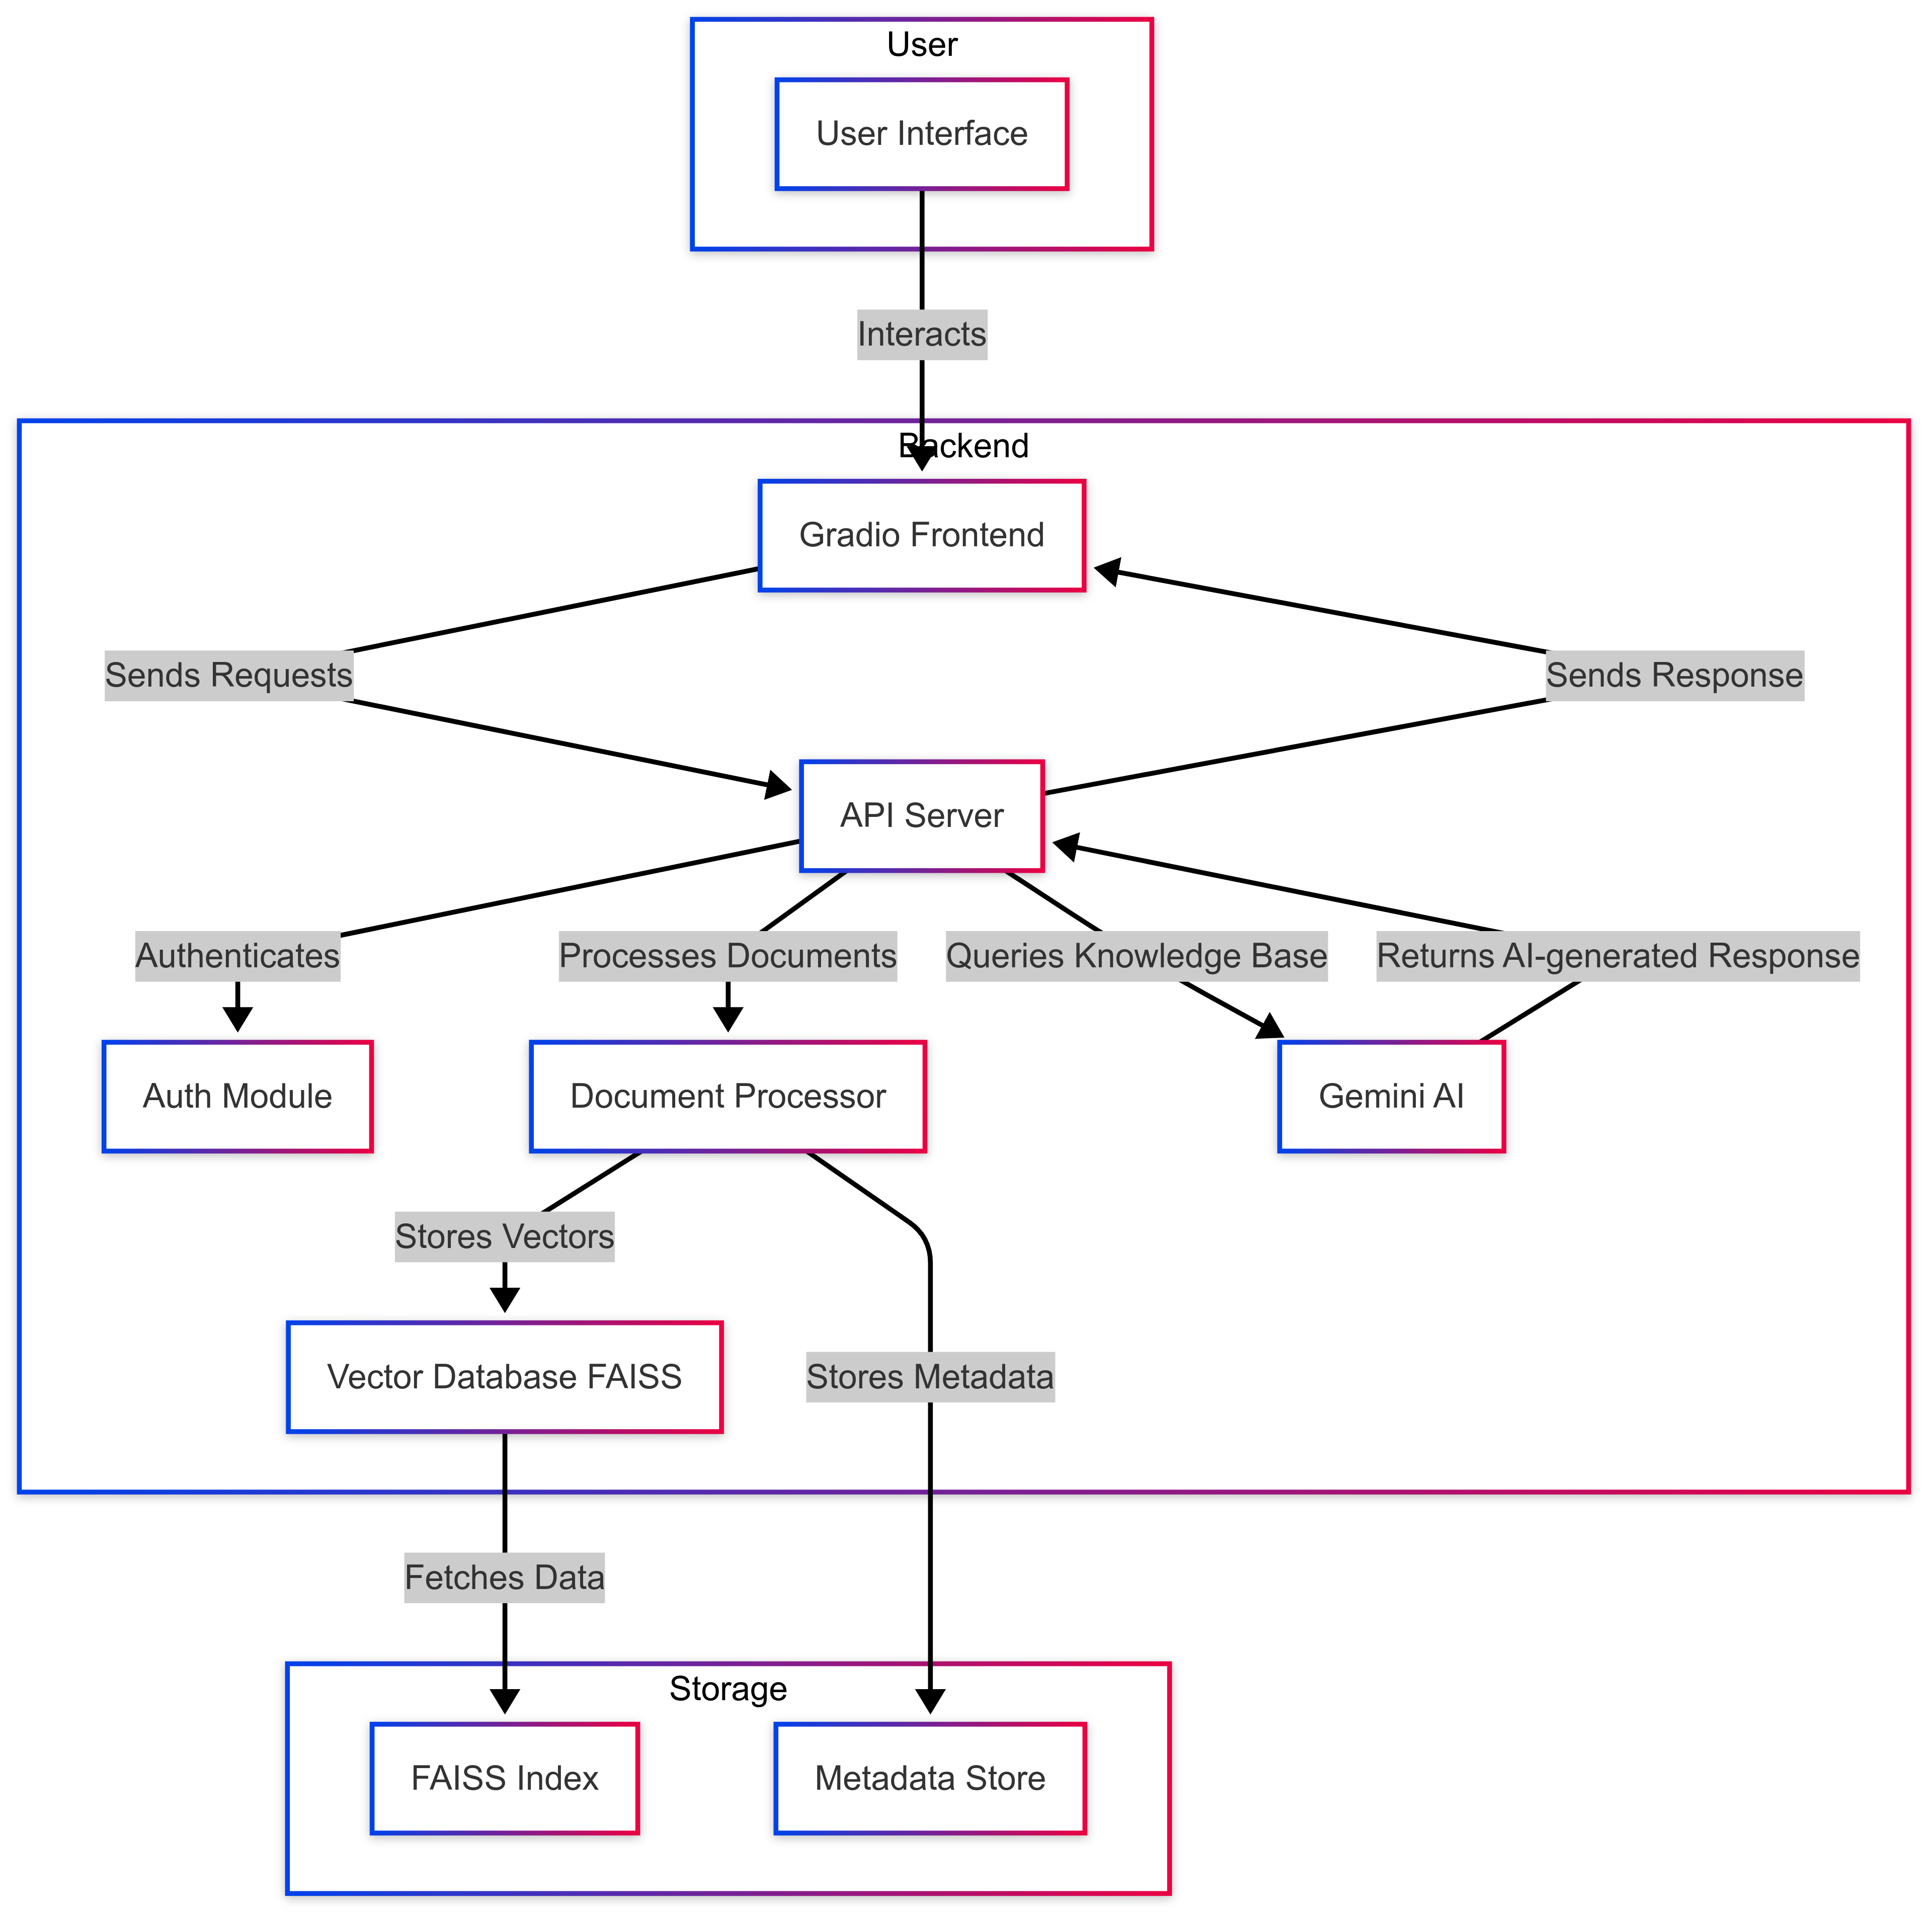 User
User Interface
Interacts
Backend
Gradio Frontend
Sends Requests
Sends Response
API Server
Authenticates
Processes Documents
Queries Knowledge Base
Returns AI-generated Response
Auth Module
Document Processor
Gemini AI
Stores Vectors
Vector Database FAISS
Stores Metadata
Fetches Data
Storage
FAISS Index
Metadata Store